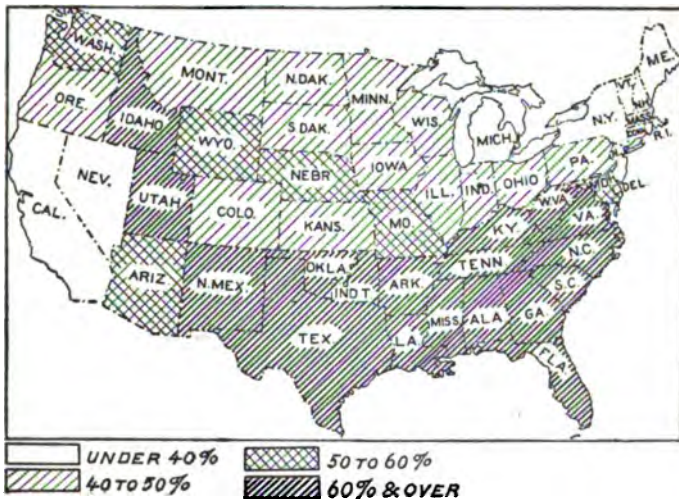 WASH.
MONT.
N.DAK.
MINN.
ME.
VT.
N.H.
MASS.
CONN.
R.I.
N.Y.
ORE.
IDAHO
WYO.
S.DAK.
WIS.
MICH.
IOWA
NEBR
PA.
NEV.
UTAH
COLO.
KANS.
MO.
ILL.
IND.
OHIO
W.VA.
MD.
DEL.
VA.
CAL.
KY.
ARIZ
N.MEX.
OKLA.
IND T.
ARK.
TENN
N.C.
S.C.
TEX.
LA.
MISS.
ALA.
GA.
FLA.
UNDER 40%
50 TO 60%
40 TO 50%
60% & OVER